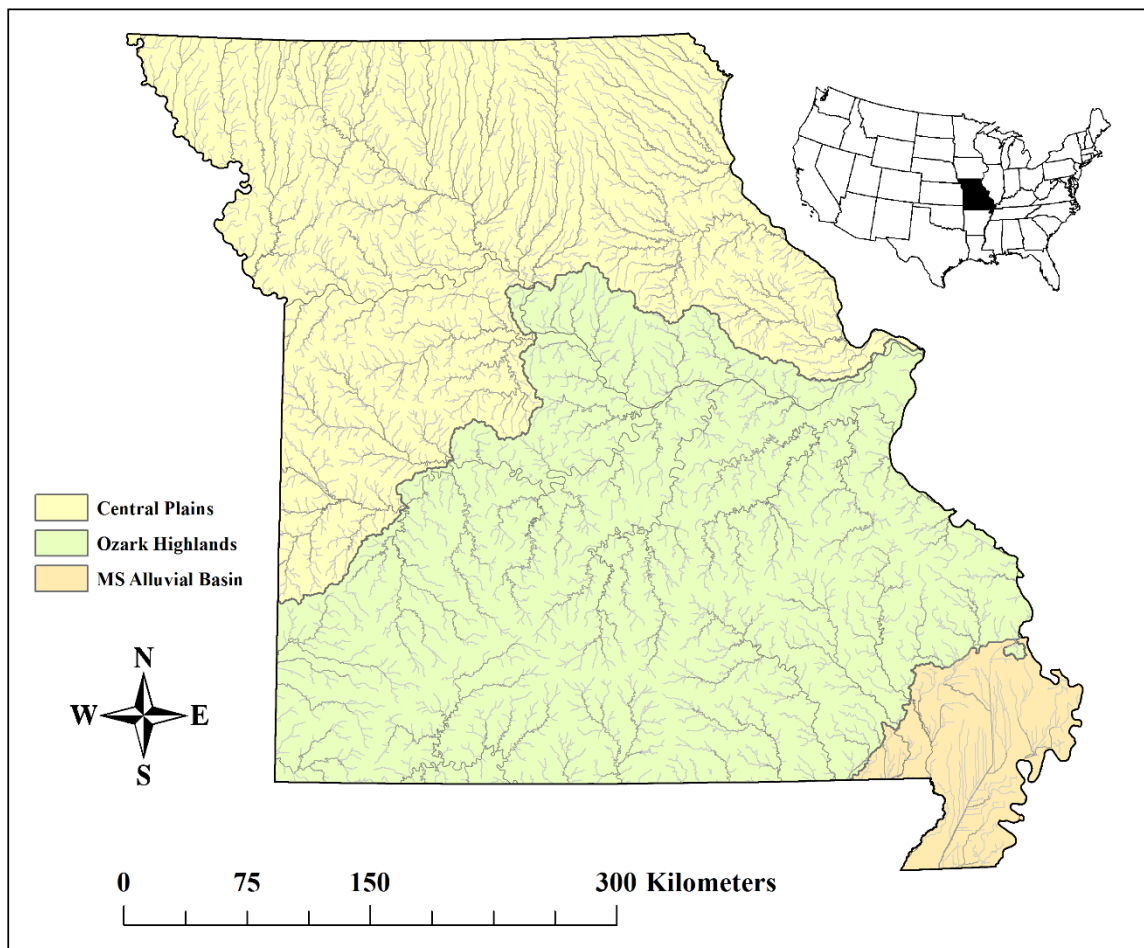 Central Plains
Ozark Highlands
MS Alluvial Basin
N
W E
S
0 75 150 300 Kilometers